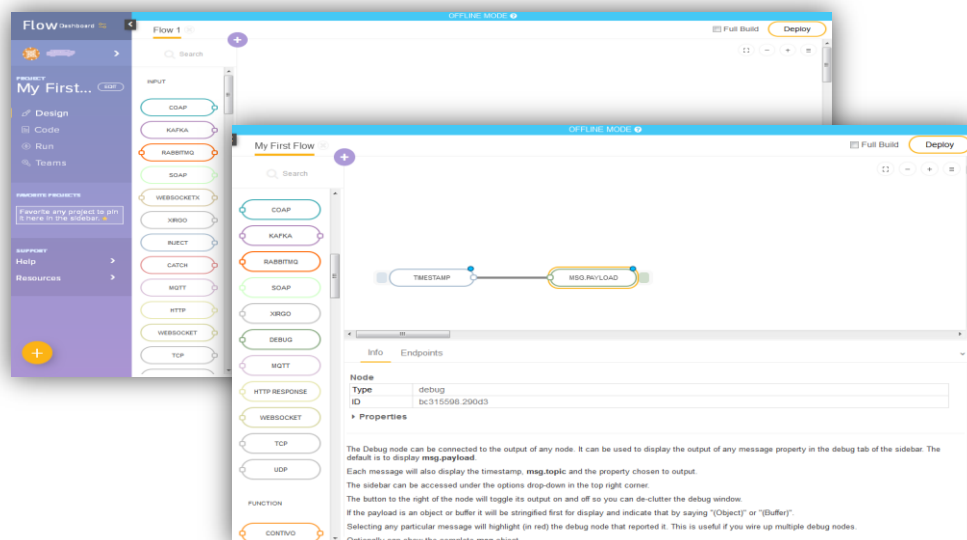 OFFLINE MODE
Flow Dashboard
Flow 1
Full Build
Deploy
Search
PROJECT
My First...
EDIT
Design
Code
Run
Teams
FAVORITE PROJECTS
Favorite any project to pin
it here in the sidebar.
SUPPORT
Help
Resources
INPUT
COAP
KAFKA
RABBITMQ
SOAP
WEBSOCKETX
XIRGO
INJECT
CATCH
MQTT
HTTP
WEBSOCKET
TCP
OFFLINE MODE
My First Flow
Full Build
Deploy
Search
COAP
KAFKA
RABBITMQ
SOAP
XIRGO
DEBUG
MQTT
HTTP RESPONSE
WEBSOCKET
TCP
UDP
FUNCTION
CONTIVO
TIMESTAMP
MSG.PAYLOAD
Info Endpoints
Node
Type debug
ID bc315598.290d3
Properties
The Debug node can be connected to the output of any node. It can be used to display the output of any message property in the debug tab of the sidebar. The
default is to display msg.payload.
Each message will also display the timestamp, msg.topic and the property chosen to output.
The sidebar can be accessed under the options drop-down in the top right corner.
The button to the right of the node will toggle its output on and off so you can de-clutter the debug window.
If the payload is an object or buffer it will be stringified first for display and indicate that by saying "(Object)" or "(Buffer)".
Selecting any particular message will highlight (in red) the debug node that reported it. This is useful if you wire up multiple debug nodes.
Optionally can show the complete msg object.